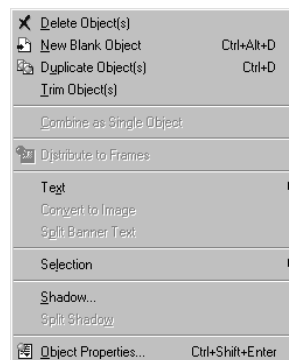 Delete Object(s)
New Blank Object Ctrl+Alt+D
Duplicate Object(s) Ctrl+D
Trim Object(s)
Combine as Single Object
Distribute to Frames
Text
Convert to Image
Split Banner Text
Selection
Shadow...
Split Shadow
Object Properties... Ctrl+Shift+Enter